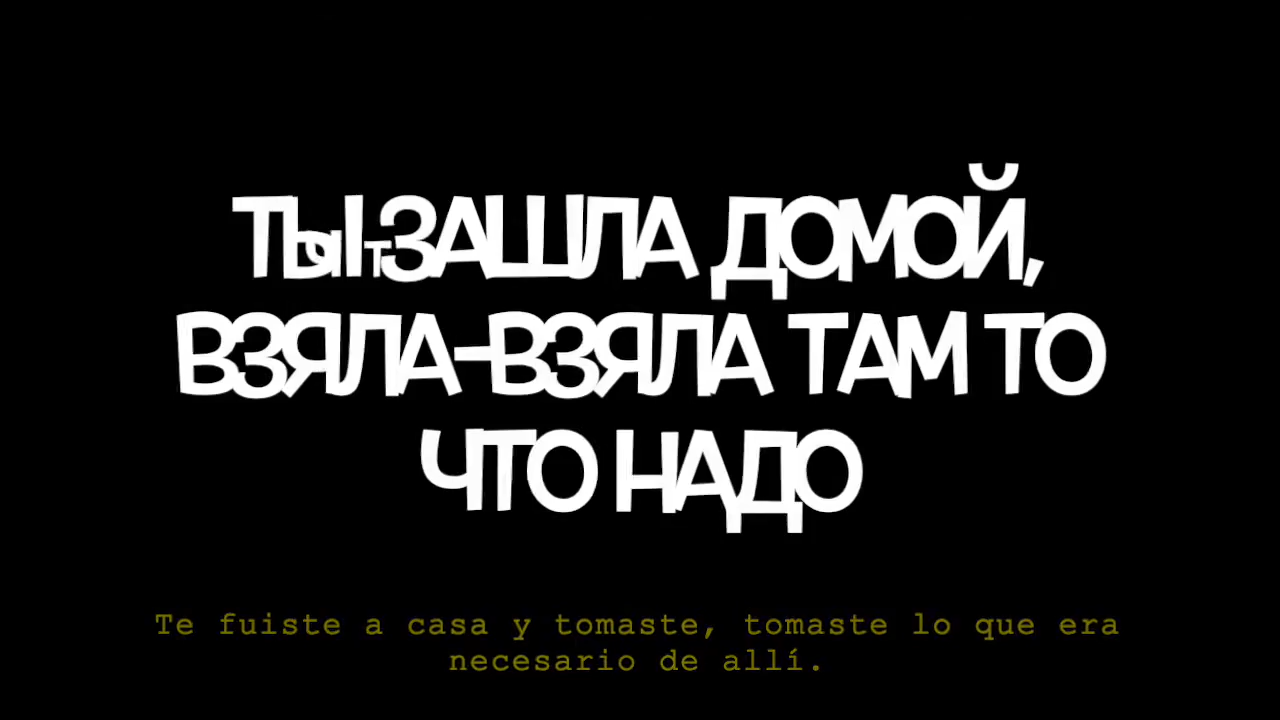 ТЫ ЗАШЛА ДОМОЙ,
ВЗЯЛА-ВЗЯЛА ТАМ ТО
ЧТО НАДО
Te fuiste a casa y tomaste, tomaste lo que era
necesario de allí.